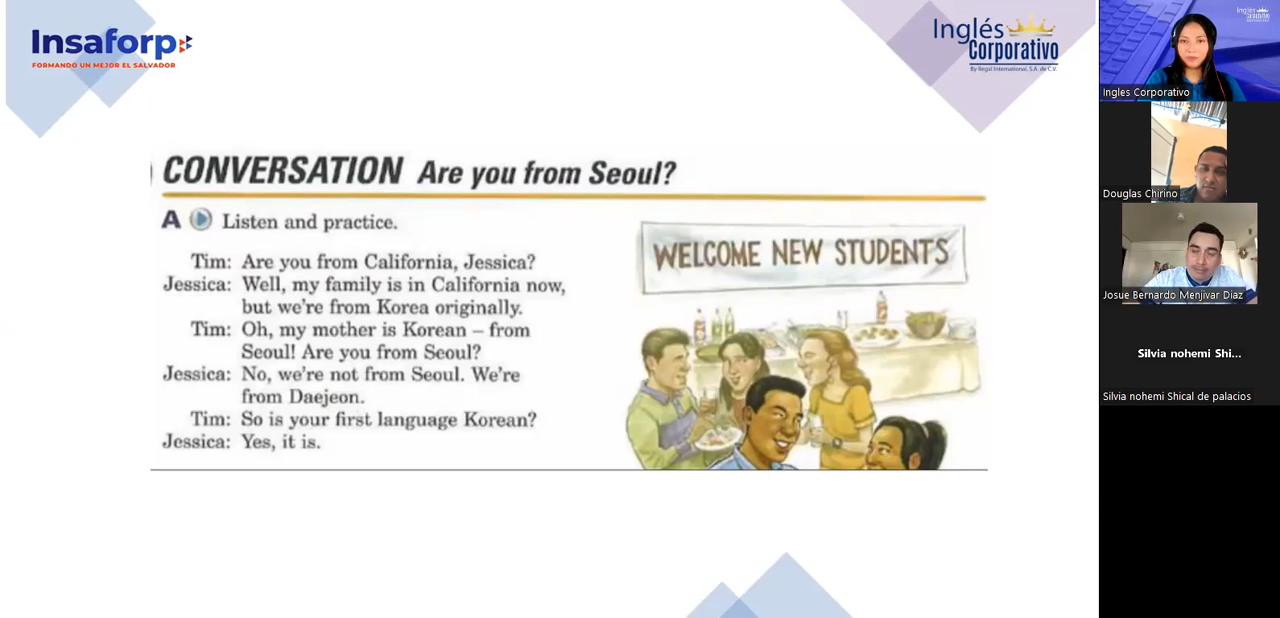 Insaforp
FORMANDO UN MEJOR EL SALVADOR
Inglés
Corporativo
By Regal International, S.A. de C.V.
CONVERSATION Are you from Seoul?
A Listen and practice.
Tim: Are you from California, Jessica?
Jessica: Well, my family is in California now,
but we're from Korea originally.
Tim: Oh, my mother is Korean – from
Seoul! Are you from Seoul?
Jessica: No, we're not from Seoul. We're
from Daejeon.
Tim: So is your first language Korean?
Jessica: Yes, it is.
WELCOME NEW STUDENTS
Inglés
Ingles Corporativo
Douglas Chirino
Josue Bernardo Menjivar Diaz
Silvia nohemi Shi...
Silvia nohemi Shical de palacios